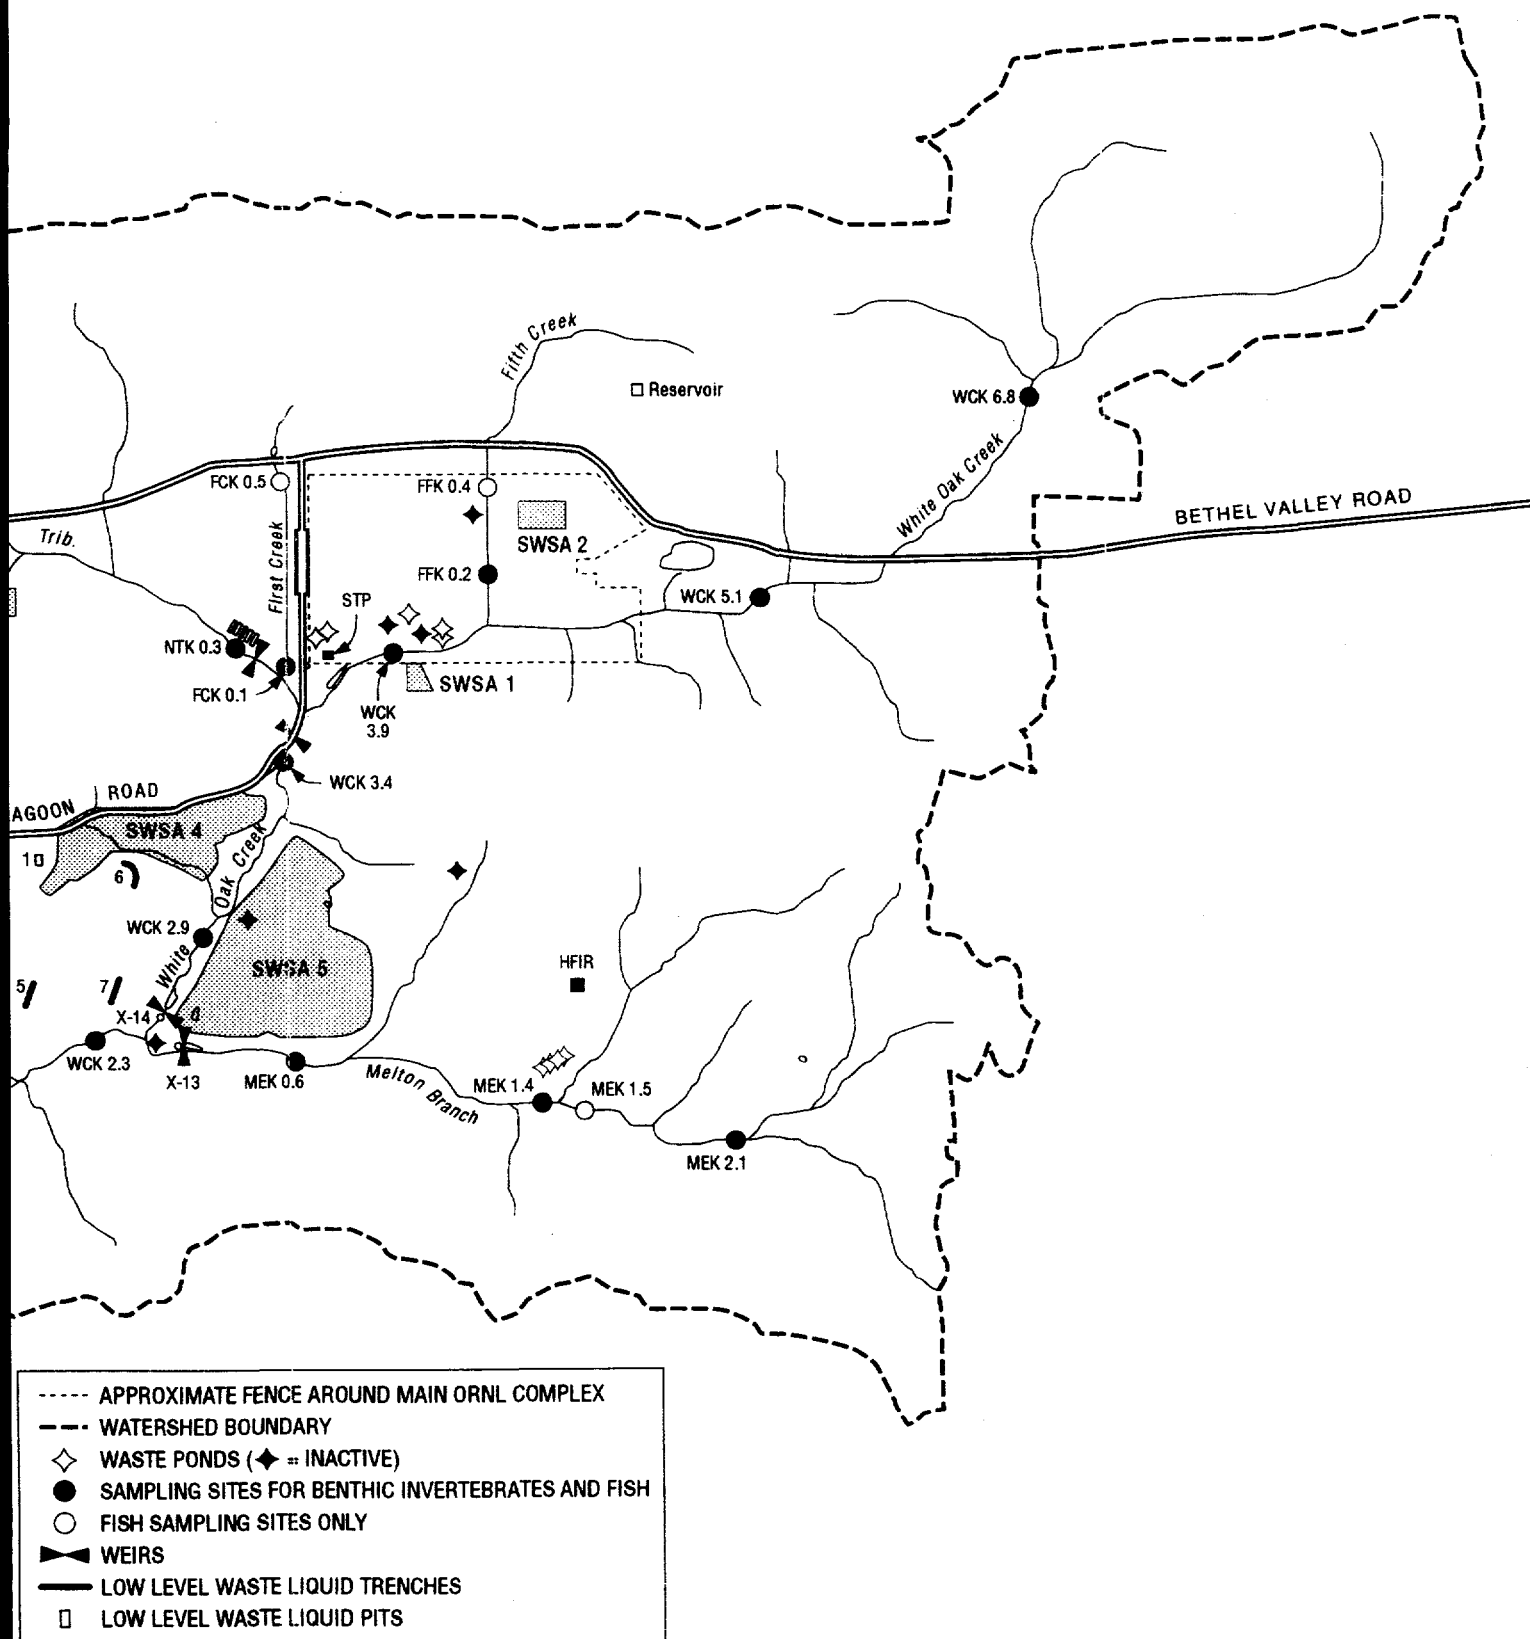 Fifth Creek
Reservoir
WCK 6.8
White Oak Creek
BETHEL VALLEY ROAD
FCK 0.5
FFK 0.4
SWSA 2
Trib.
First Creek
FFK 0.2
STP
WCK 5.1
NTK 0.3
FCK 0.1
SWSA 1
WCK
3.9
WCK 3.4
AGOON ROAD
SWSA 4
1
6
White Oak Creek
WCK 2.9
SWSA 5
HFIR
5
7
X-14
WCK 2.3
X-13
MEK 0.6
Melton Branch
MEK 1.4
MEK 1.5
MEK 2.1
APPROXIMATE FENCE AROUND MAIN ORNL COMPLEX
WATERSHED BOUNDARY
WASTE PONDS ( = INACTIVE)
SAMPLING SITES FOR BENTHIC INVERTEBRATES AND FISH
FISH SAMPLING SITES ONLY
WEIRS
LOW LEVEL WASTE LIQUID TRENCHES
LOW LEVEL WASTE LIQUID PITS